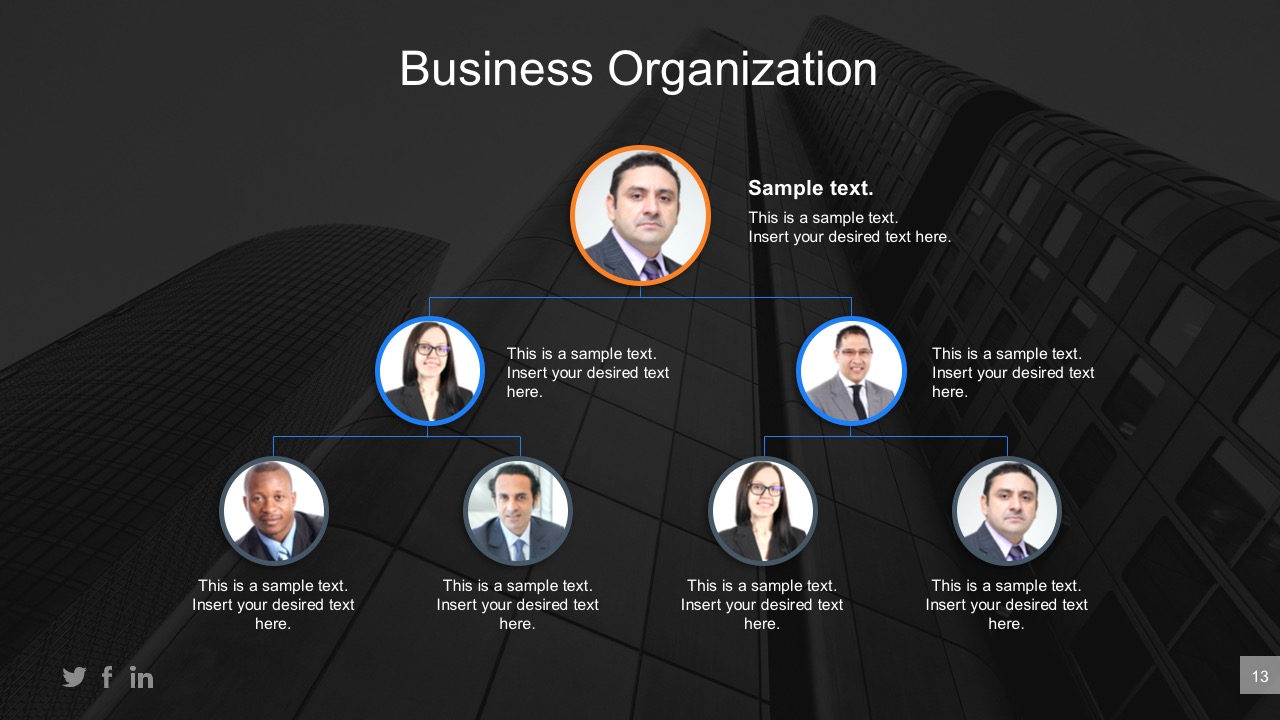 Business Organization
Sample text.
This is a sample text.
Insert your desired text here.
This is a sample text.
Insert your desired text
here.
This is a sample text.
Insert your desired text
here.
This is a sample text.
Insert your desired text
here.
This is a sample text.
Insert your desired text
here.
This is a sample text.
Insert your desired text
here.
This is a sample text.
Insert your desired text
here.
13